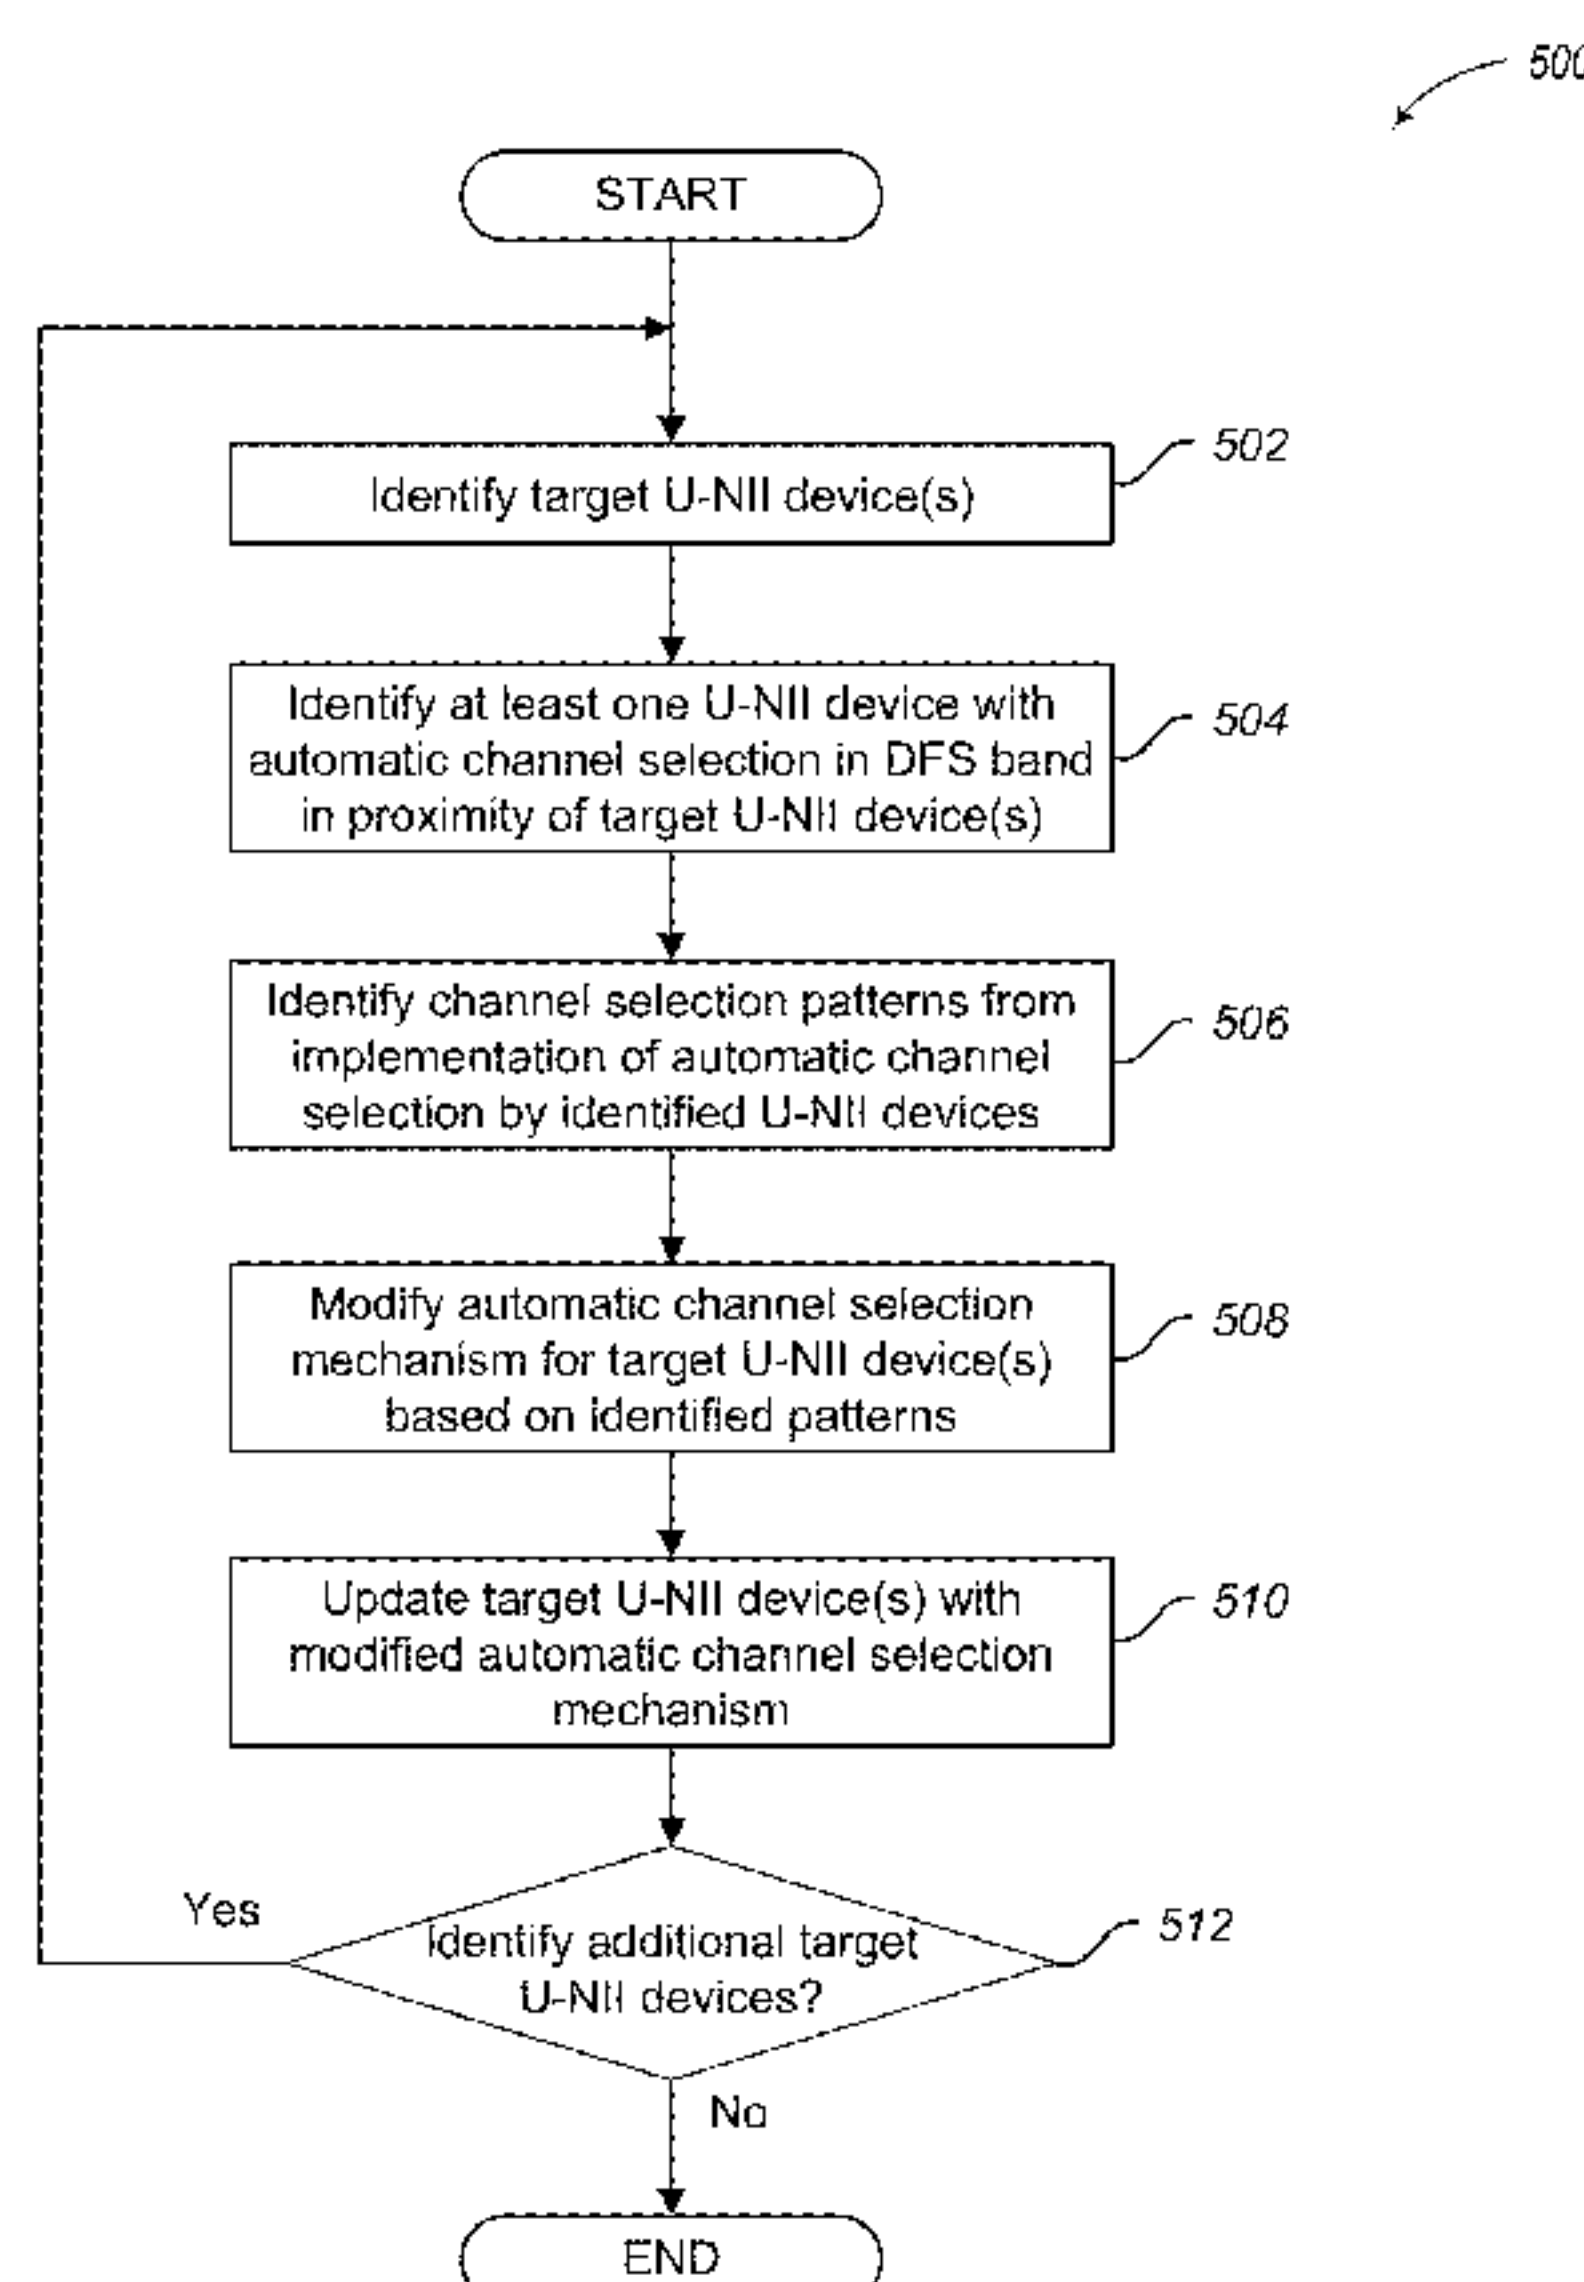 500
START
Identify target U-NII device(s)
502
Identify at least one U-NII device with
automatic channel selection in DFS band
in proximity of target U-NII device(s)
504
Identify channel selection patterns from
implementation of automatic channel
selection by identified U-NII devices
506
Modify automatic channel selection
mechanism for target U-NII device(s)
based on identified patterns
508
Update target U-NII device(s) with
modified automatic channel selection
mechanism
510
Yes
Identify additional target
U-NII devices?
512
No
END